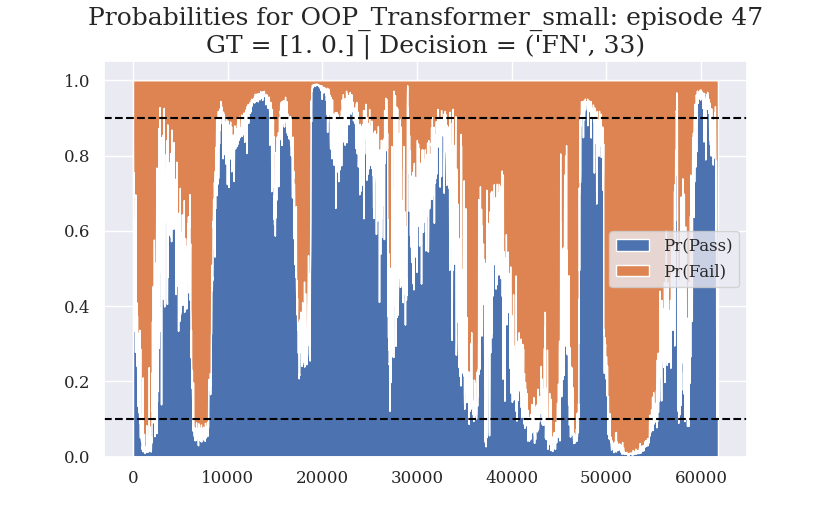 Probabilities for OOP_Transformer_small: episode 47
GT = [1. 0.] | Decision = ('FN', 33)
1.0
0.8
0.6
0.4
0.2
0.0
Pr(Pass)
Pr(Fail)
0 10000 20000 30000 40000 50000 60000